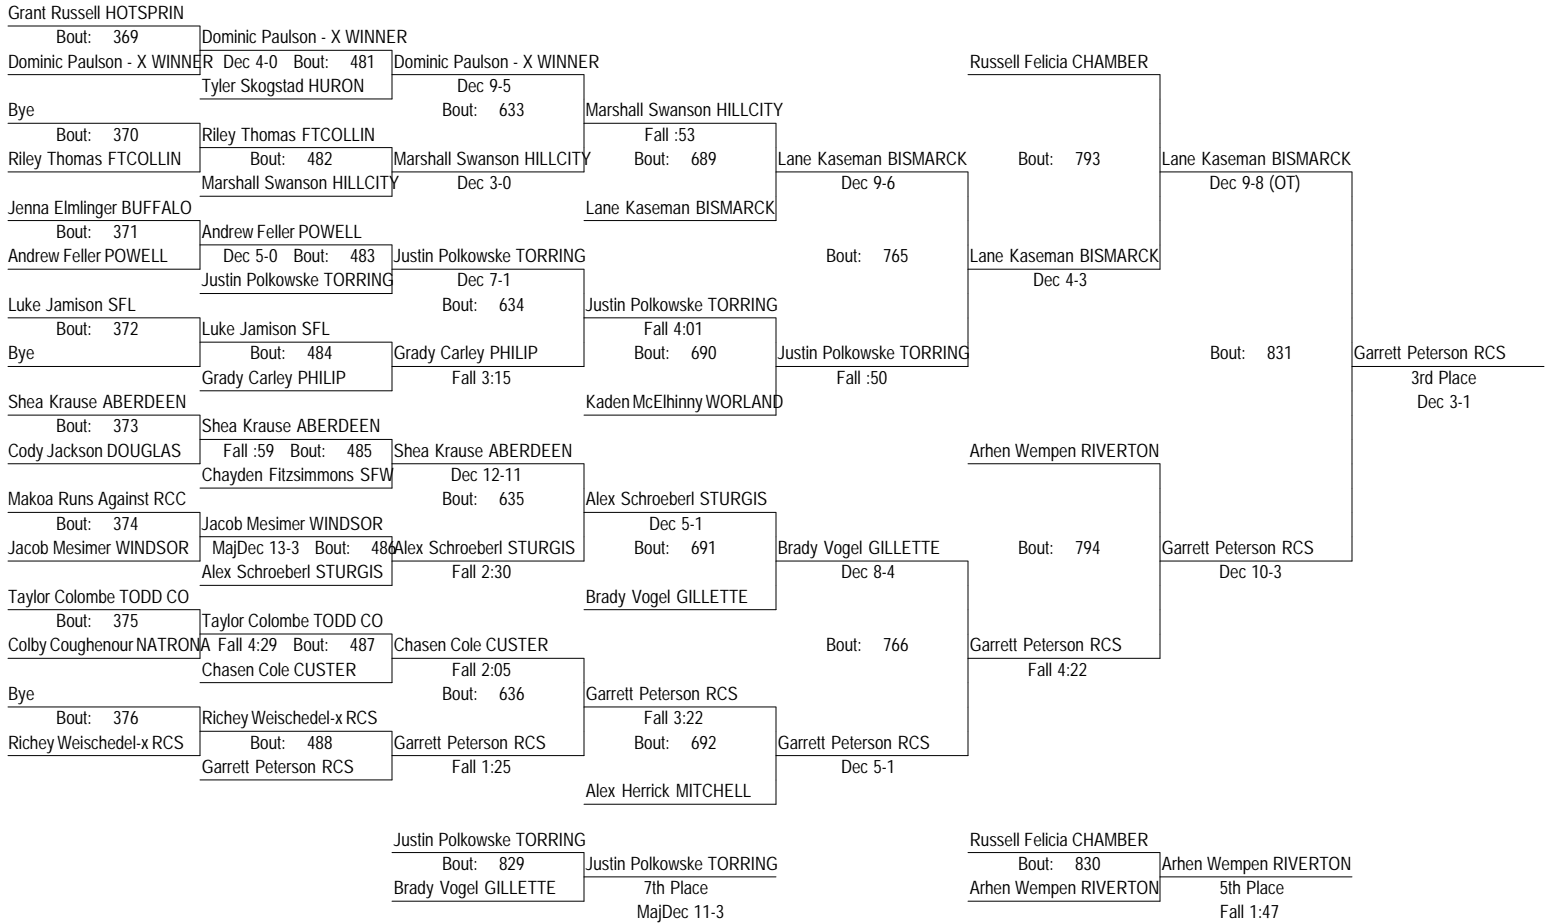 Grant Russell HOTSPRIN
Bout: 369
Dominic Paulson - X WINNER
Bye
Bout: 370
Riley Thomas FTCOLLIN
Jenna Elmlinger BUFFALO
Bout: 371
Andrew Feller POWELL
Luke Jamison SFL
Bout: 372
Bye
Shea Krause ABERDEEN
Bout: 373
Cody Jackson DOUGLAS
Makoa Runs Against RCC
Bout: 374
Jacob Mesimer WINDSOR
Taylor Colombe TODD CO
Bout: 375
Colby Coughenour NATRONA
Bye
Bout: 376
Richey Weischedel-x RCS
Dominic Paulson - X WINNER
Dec 4-0 Bout: 481
Tyler Skogstad HURON
Riley Thomas FTCOLLIN
Bout: 482
Marshall Swanson HILLCITY
Andrew Feller POWELL
Dec 5-0 Bout: 483
Justin Polkowske TORRING
Luke Jamison SFL
Bout: 484
Grady Carley PHILIP
Shea Krause ABERDEEN
Fall :59 Bout: 485
Chayden Fitzsimmons SFW
Jacob Mesimer WINDSOR
MajDec 13-3 Bout: 486
Alex Schroeberl STURGIS
Taylor Colombe TODD CO
Fall 4:29 Bout: 487
Chasen Cole CUSTER
Richey Weischedel-x RCS
Bout: 488
Garrett Peterson RCS
Dominic Paulson - X WINNER
Dec 9-5
Bout: 633
Marshall Swanson HILLCITY
Dec 3-0
Justin Polkowske TORRING
Dec 7-1
Bout: 634
Grady Carley PHILIP
Fall 3:15
Shea Krause ABERDEEN
Dec 12-11
Bout: 635
Alex Schroeberl STURGIS
Fall 2:30
Chasen Cole CUSTER
Fall 2:05
Bout: 636
Garrett Peterson RCS
Fall 1:25
Marshall Swanson HILLCITY
Fall :53
Bout: 689
Lane Kaseman BISMARCK
Justin Polkowske TORRING
Fall 4:01
Bout: 690
Kaden McElhinny WORLAND
Alex Schroeberl STURGIS
Dec 5-1
Bout: 691
Brady Vogel GILLETTE
Garrett Peterson RCS
Fall 3:22
Bout: 692
Alex Herrick MITCHELL
Lane Kaseman BISMARCK
Dec 9-6
Bout: 765
Justin Polkowske TORRING
Fall :50
Brady Vogel GILLETTE
Dec 8-4
Bout: 766
Garrett Peterson RCS
Dec 5-1
Russell Felicia CHAMBER
Bout: 793
Lane Kaseman BISMARCK
Dec 4-3
Arhen Wempen RIVERTON
Bout: 794
Garrett Peterson RCS
Fall 4:22
Lane Kaseman BISMARCK
Dec 9-8 (OT)
Bout: 831
Garrett Peterson RCS
Dec 10-3
Garrett Peterson RCS
3rd Place
Dec 3-1
Justin Polkowske TORRING
Bout: 829
Brady Vogel GILLETTE
Justin Polkowske TORRING
7th Place
MajDec 11-3
Russell Felicia CHAMBER
Bout: 830
Arhen Wempen RIVERTON
Arhen Wempen RIVERTON
5th Place
Fall 1:47